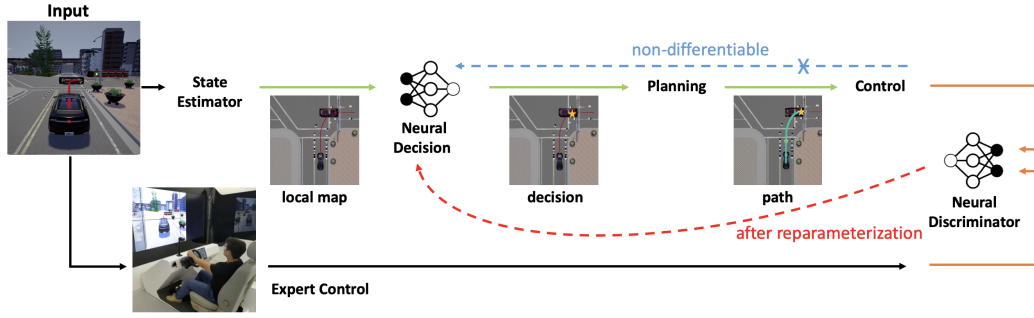 Input
non-differentiable
State
Estimator
Planning
Control
Neural
Decision
local map
decision
path
Neural
Discriminator
after reparameterization
Expert Control